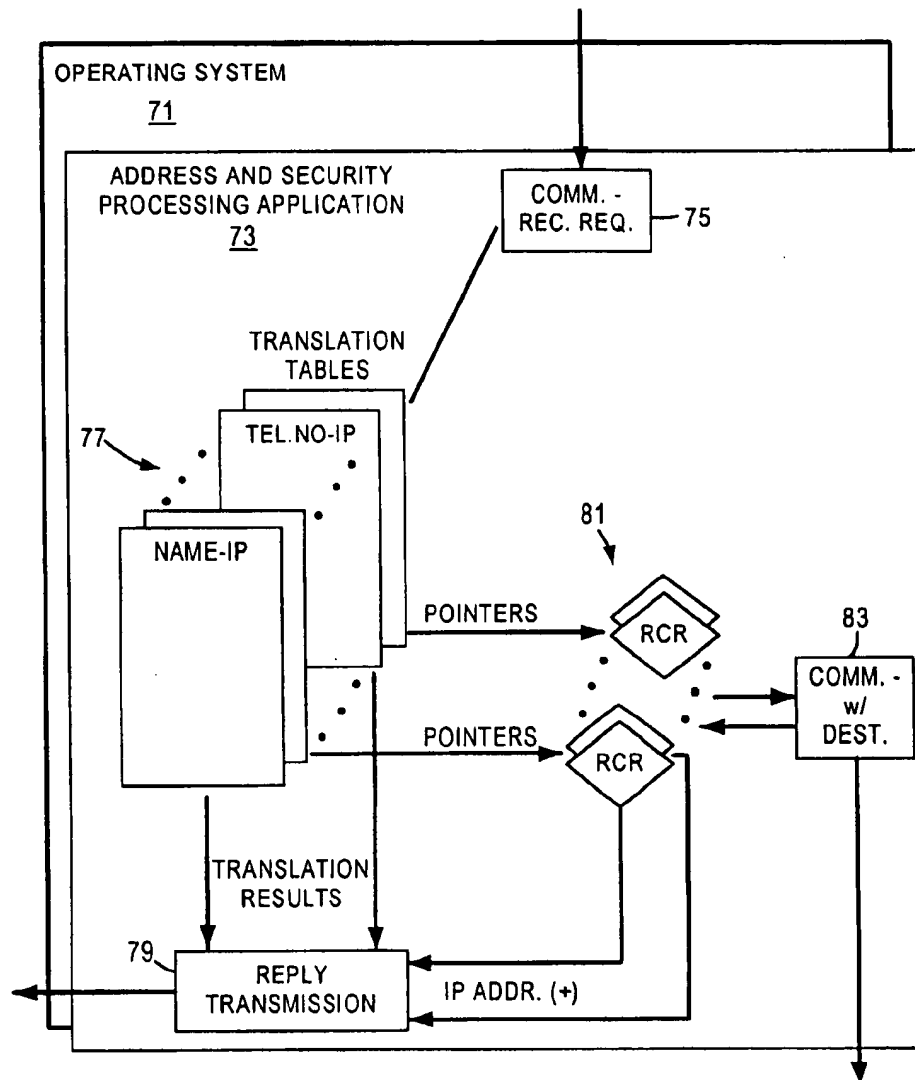 OPERATING SYSTEM
71
ADDRESS AND SECURITY
PROCESSING APPLICATION
73
COMM. -
REC. REQ.
75
TRANSLATION
TABLES
77
TEL.NO-IP
NAME-IP
81
POINTERS
RCR
83
COMM. -
w/
DEST.
POINTERS
RCR
TRANSLATION
RESULTS
79
REPLY
TRANSMISSION
IP ADDR. (+)